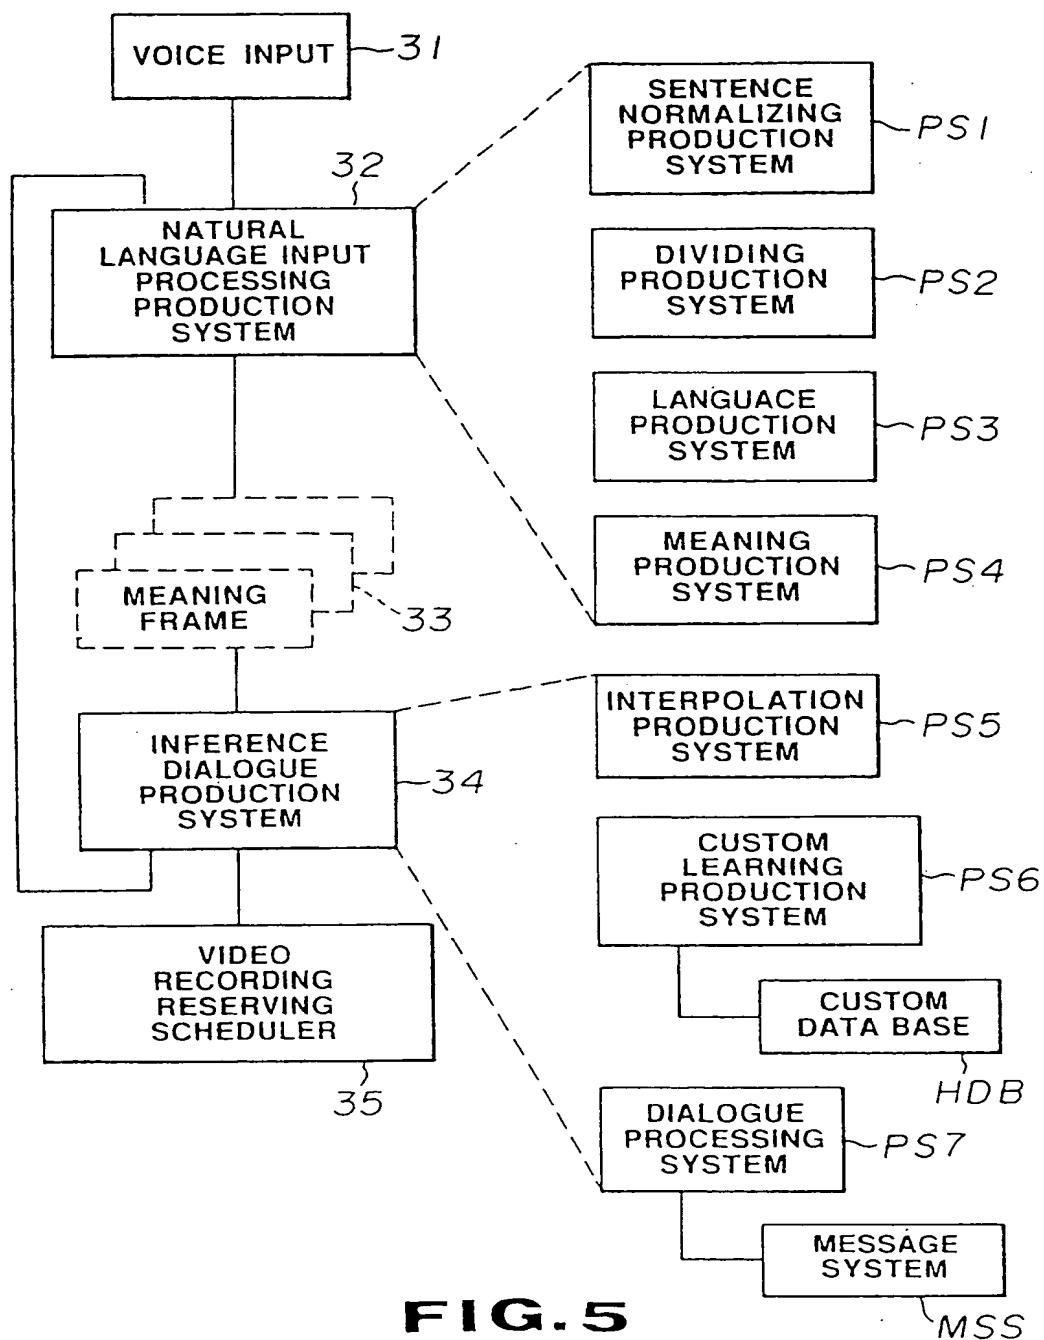 VOICE INPUT
31
32
NATURAL
LANGUAGE INPUT
PROCESSING
PRODUCTION
SYSTEM
MEANING
FRAME
33
INFERENCE
DIALOGUE
PRODUCTION
SYSTEM
34
VIDEO
RECORDING
RESERVING
SCHEDULER
35
SENTENCE
NORMALIZING
PRODUCTION
SYSTEM
PS1
DIVIDING
PRODUCTION
SYSTEM
PS2
LANGUACE
PRODUCTION
SYSTEM
PS3
MEANING
PRODUCTION
SYSTEM
PS4
INTERPOLATION
PRODUCTION
SYSTEM
PS5
CUSTOM
LEARNING
PRODUCTION
SYSTEM
PS6
CUSTOM
DATA BASE
HDB
DIALOGUE
PROCESSING
SYSTEM
PS7
MESSAGE
SYSTEM
MSS
FIG.5